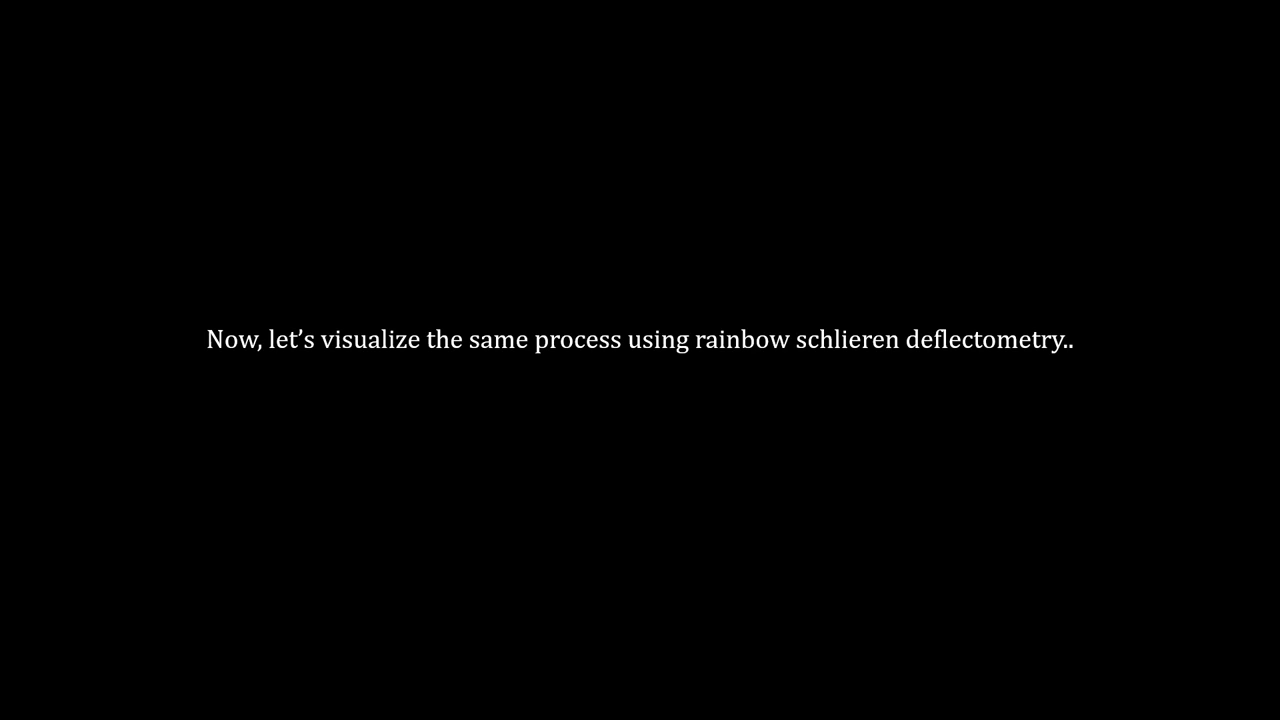 Now, let’s visualize the same process using rainbow schlieren deflectometry..